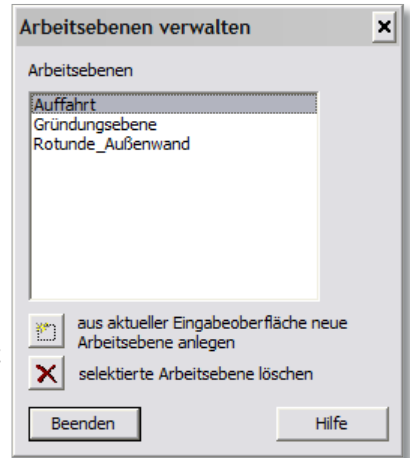 Arbeitsebenen verwalten
Arbeitsebenen
Auffahrt
Gründungsebene
Rotunde_Außenwand
aus aktueller Eingabeoberfläche neue
Arbeitsebene anlegen
selektierte Arbeitsebene löschen
Beenden
Hilfe